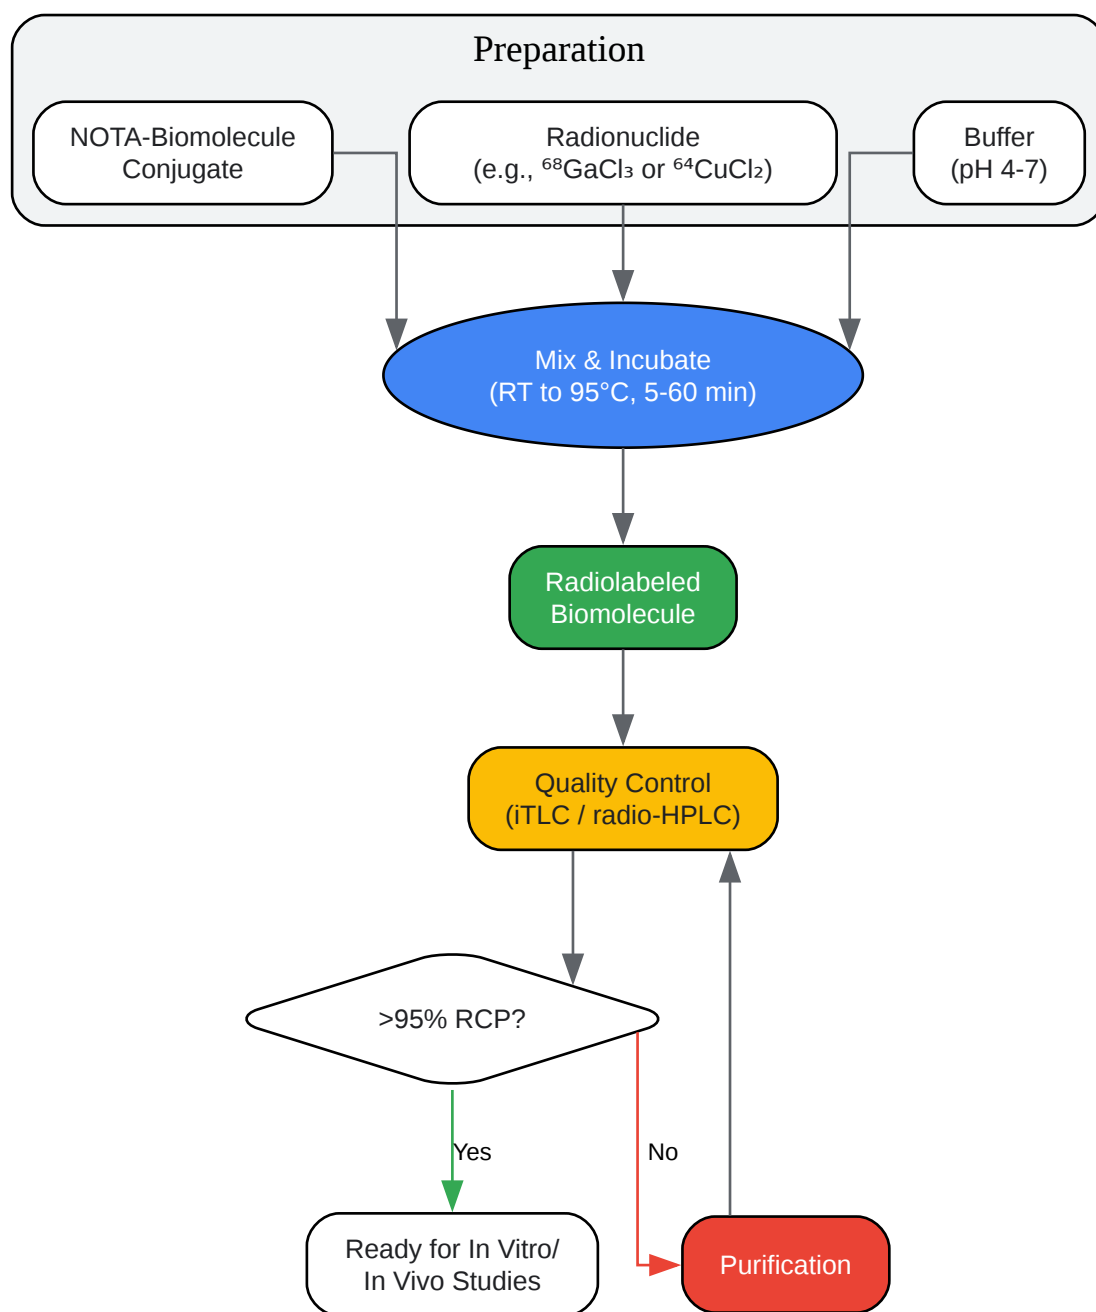 Preparation
NOTA-Biomolecule
Conjugate
Radionuclide
(e.g., ⁶⁸GaCl₃ or ⁶⁴CuCl₂)
Buffer
(pH 4-7)
Mix & Incubate
(RT to 95°C, 5-60 min)
Radiolabeled
Biomolecule
Quality Control
(iTLC / radio-HPLC)
>95% RCP?
Yes
No
Ready for In Vitro/
In Vivo Studies
Purification